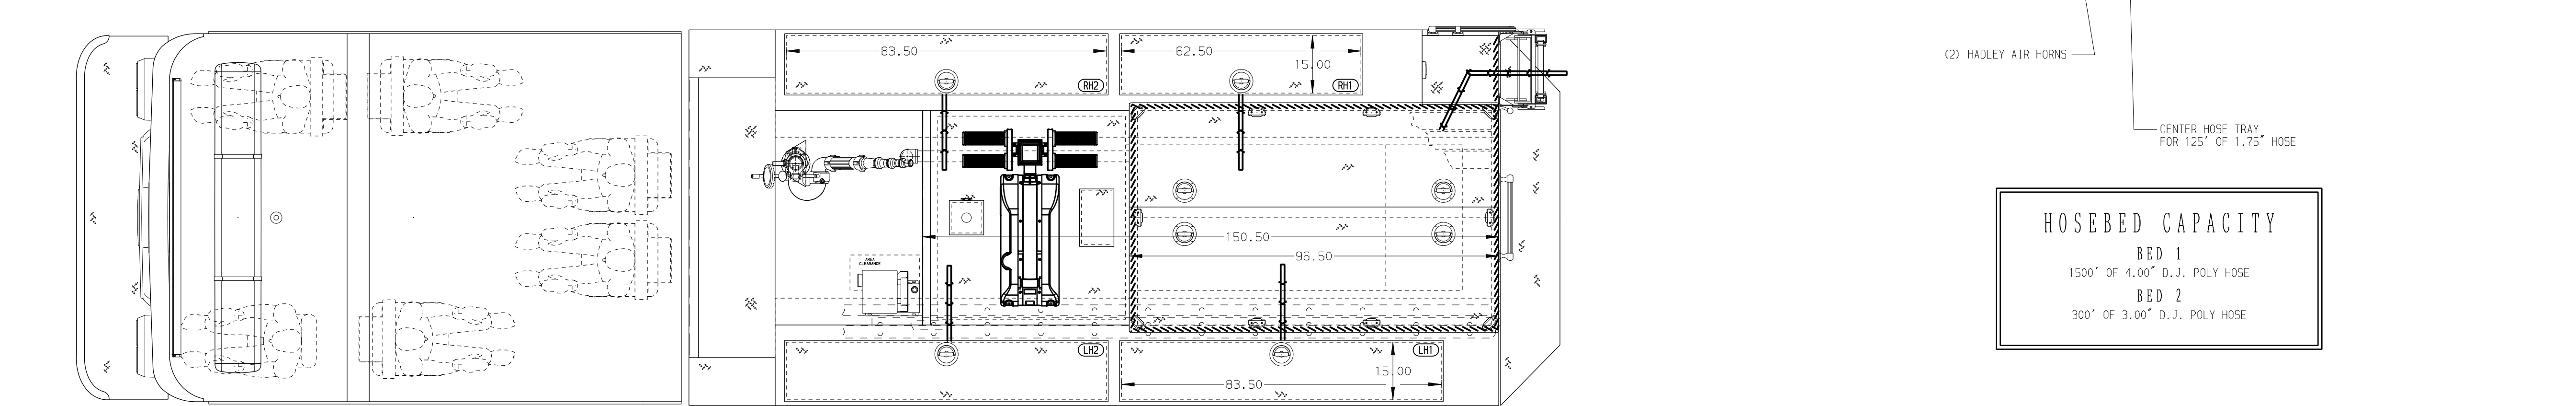 83.50
62.50
15.00
RH2
RH1
(2) HADLEY AIR HORNS
CENTER HOSE TRAY
FOR 125' OF 1.75" HOSE
150.50
96.50
AREA
CLEARANCE
HOSEBED CAPACITY
BED 1
1500' OF 4.00" D.J. POLY HOSE
BED 2
300' OF 3.00" D.J. POLY HOSE
LH2
LH1
15.00
83.50